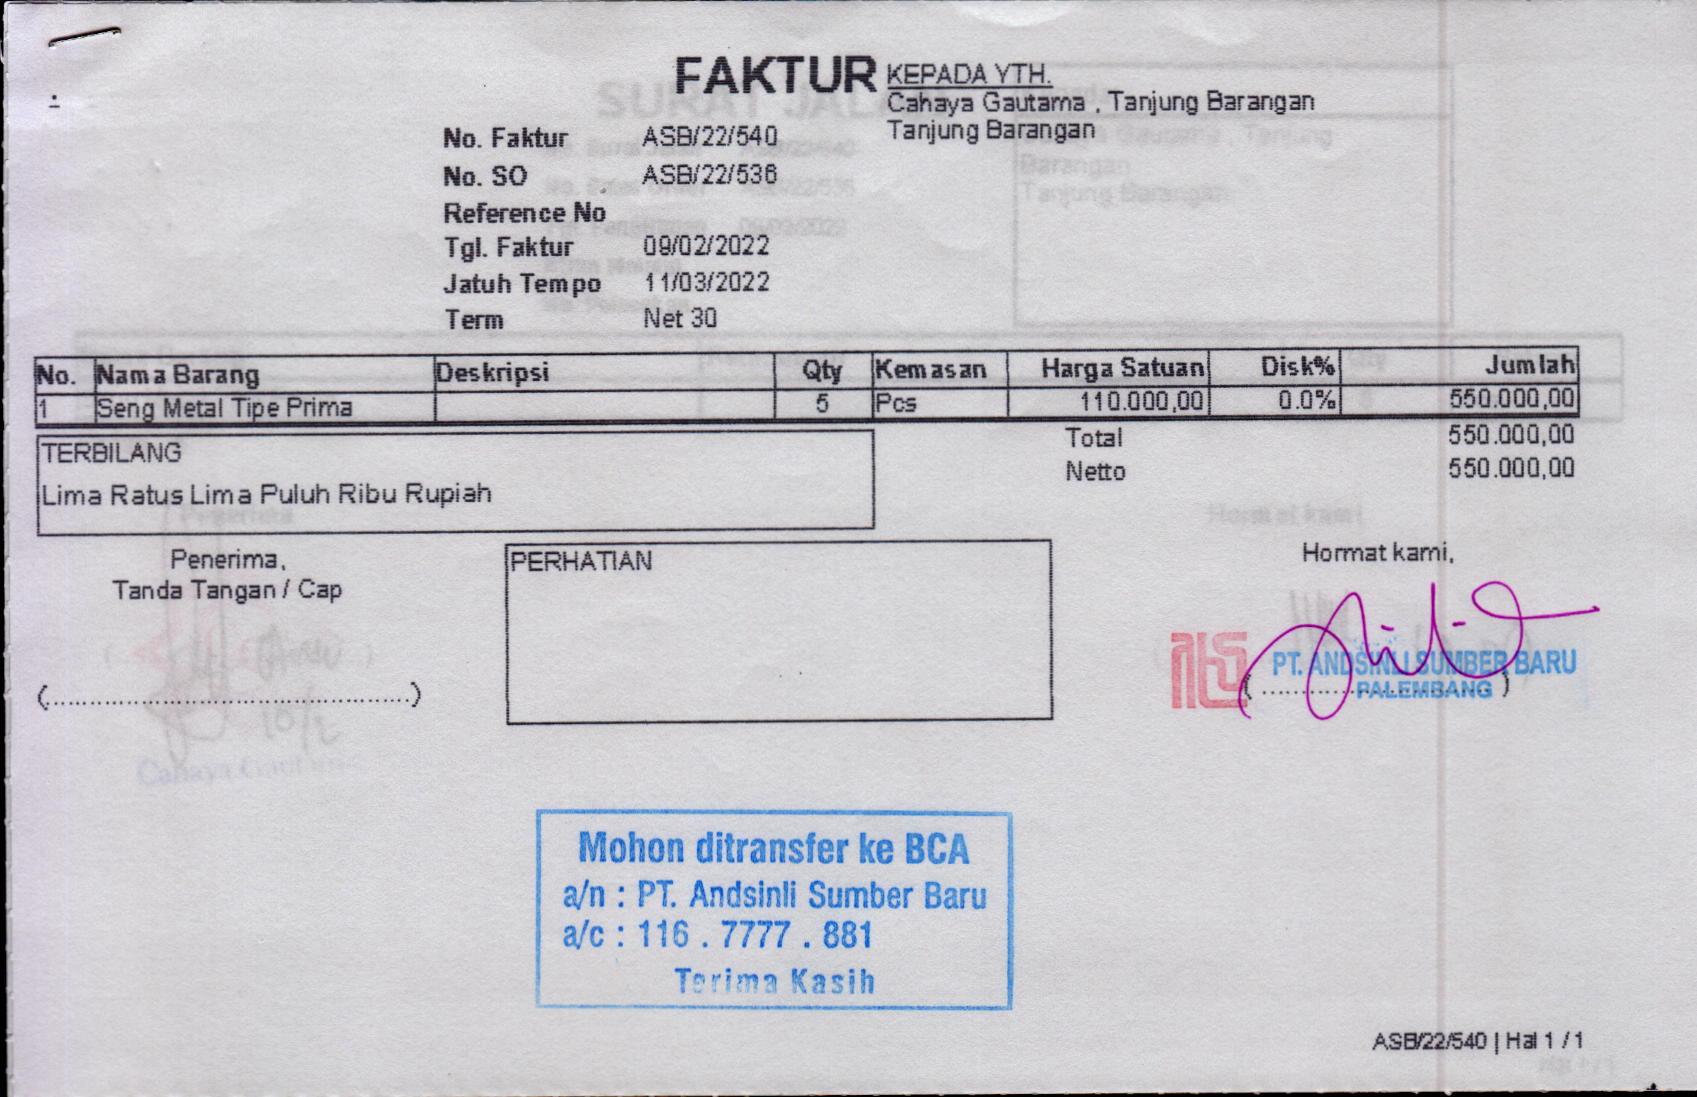 FAKTUR
KEPADA YTH.
Cahaya Gautama , Tanjung Barangan
Tanjung Barangan
No. Faktur ASB/22/540
No. SO ASB/22/536
Reference No
Tgl. Faktur 09/02/2022
Jatuh Tempo 11/03/2022
Term Net 30
No. Nama Barang Deskripsi Qty Kemasan Harga Satuan Disk% Jumlah
1 Seng Metal Tipe Prima 5 Pcs 110.000,00 0.0% 550.000,00
Total 550.000,00
Netto 550.000,00
TERBILANG
Lima Ratus Lima Puluh Ribu Rupiah
Penerima,
Tanda Tangan / Cap
(..............................................)
PERHATIAN
Hormat kami,
PT. ANDSINLI SUMBER BARU
PALEMBANG
Mohon ditransfer ke BCA
a/n : PT. Andsinli Sumber Baru
a/c : 116 . 7777 . 881
Terima Kasih
ASB/22/540 | Hal 1 / 1